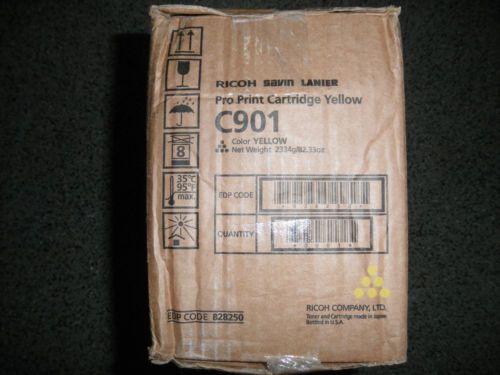 RICOH savin LANIER
Pro Print Cartridge Yellow
C901
Color YELLOW
Net Weight 2334g/82.33oz
8
35℃
95℉
max.
EDP CODE
QUANTITY
RICOH COMPANY, LTD.
Toner and Cartridge made in Japan
Bottled in U.S.A.
EDP CODE 828250